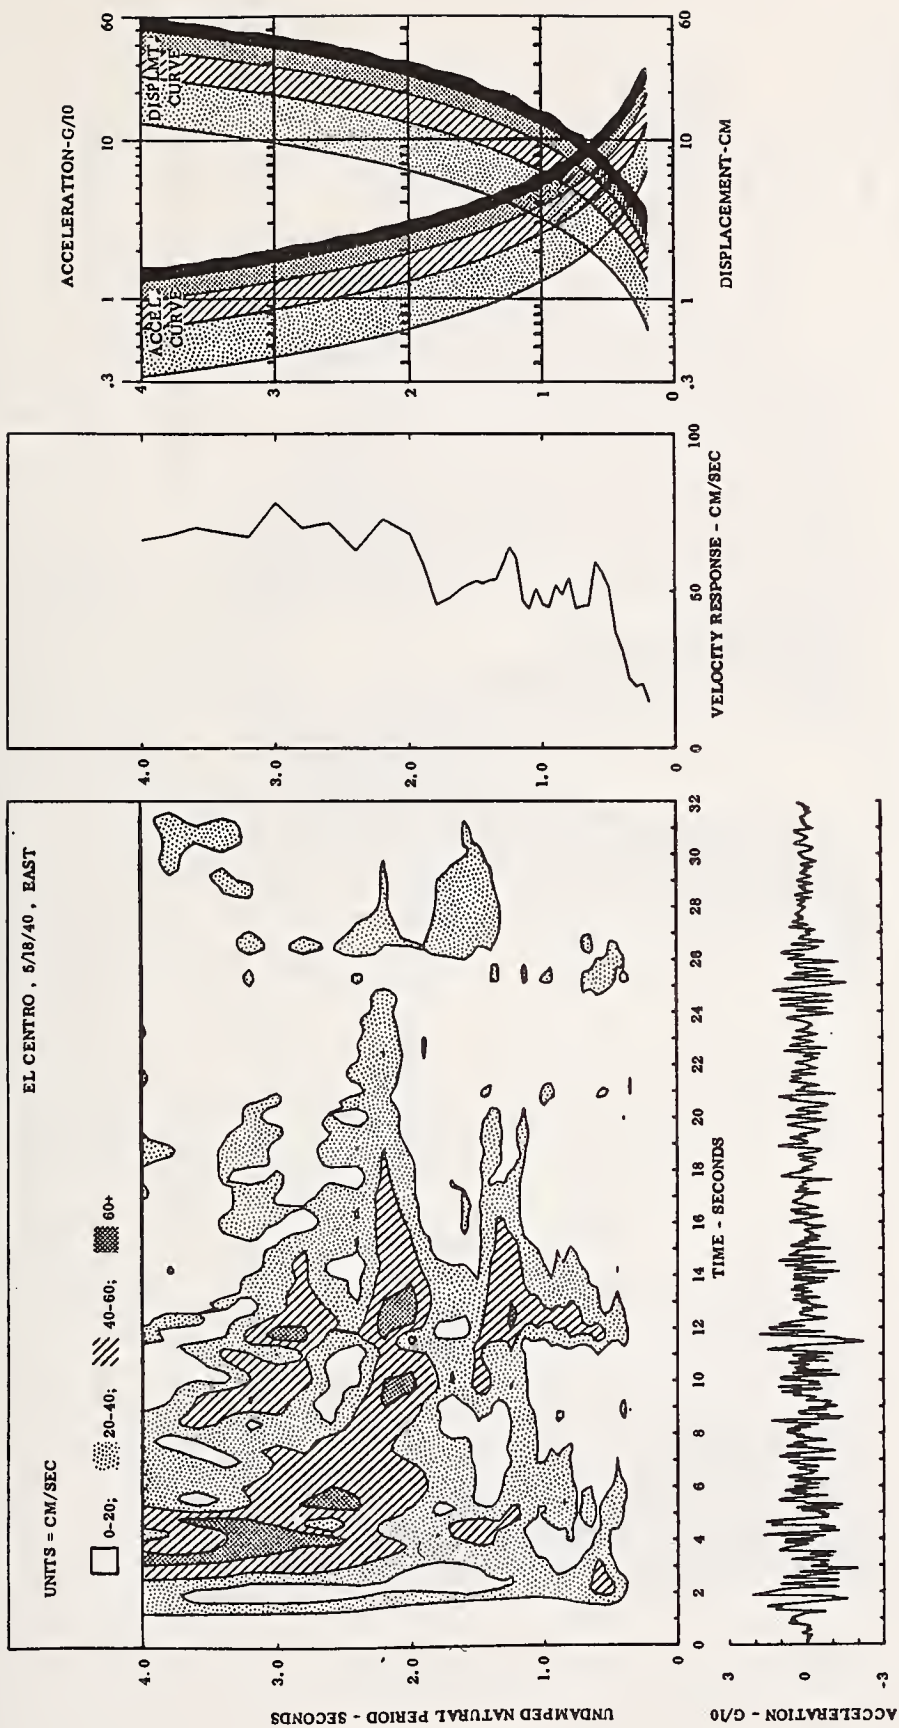 EL CENTRO , 5/18/40 , EAST
UNITS = CM/SEC
0-20; 20-40; 40-60; 60+
UNDAMPED NATURAL PERIOD - SECONDS
4.0
3.0
2.0
1.0
0
0 2 4 6 8 10 12 14 16 18 20 22 24 26 28 30 32
TIME - SECONDS
ACCELERATION - G/10
3
0
-3
4.0
3.0
2.0
1.0
0
0 50 100
VELOCITY RESPONSE - CM/SEC
ACCELERATION-G/10
.3 1 10 60
4
3
2
1
0
ACCEL.
CURVE
DISPLMT.
CURVE
.3 1 10 60
DISPLACEMENT-CM